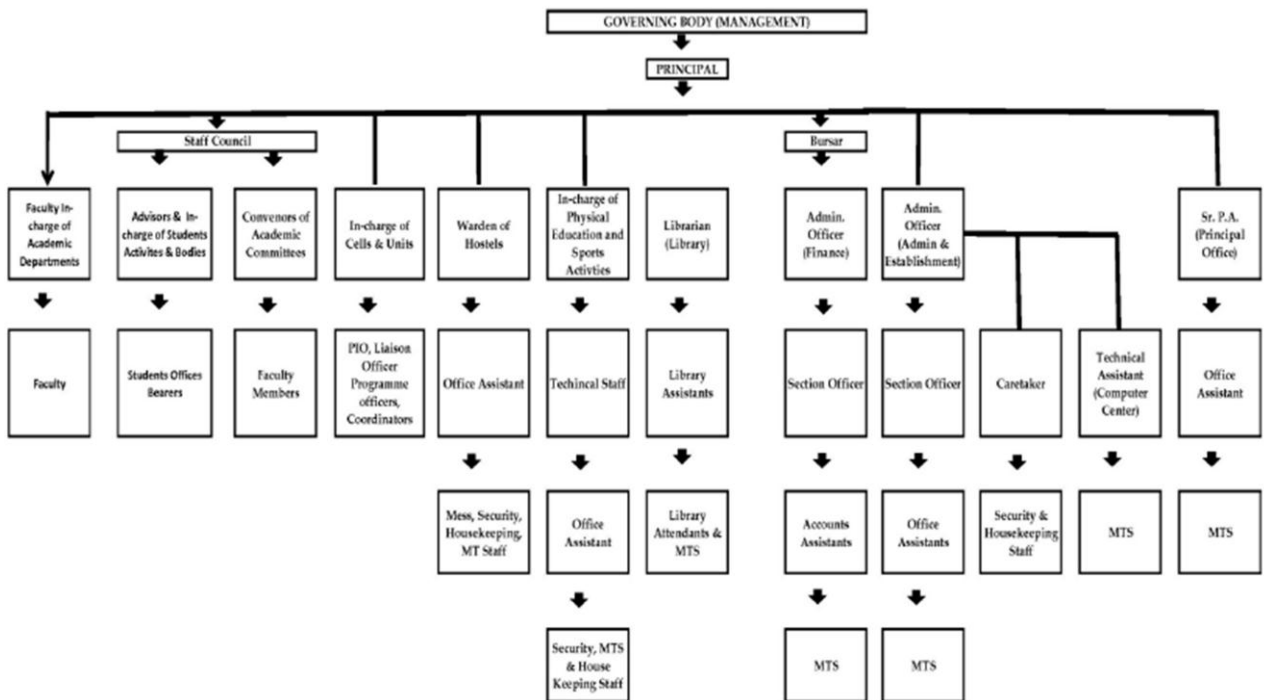 GOVERNING BODY (MANAGEMENT)
PRINCIPAL
Staff Council
Bursar
Faculty In-
charge of
Academic
Departments
Advisors & In-
charge of Students
Activites & Bodies
Convenors of
Academic
Committees
In-charge of
Cells & Units
Warden of
Hostels
In-charge of
Physical
Education and
Sports
Activties
Librarian
(Library)
Admin.
Officer
(Finance)
Admin.
Officer
(Admin &
Establishment)
Sr. P.A.
(Principal
Office)
Faculty
Students Offices
Bearers
Faculty
Members
PIO, Liaison
Officer
Programme
officers,
Coordinators
Office Assistant
Techincal Staff
Library
Assistants
Section Officer
Section Officer
Caretaker
Technical
Assistant
(Computer
Center)
Office
Assistant
Mess, Security,
Housekeeping,
MT Staff
Office
Assistant
Library
Attendants &
MTS
Accounts
Assistants
Office
Assistants
Security &
Housekeeping
Staff
MTS
MTS
Security, MTS
& House
Keeping Staff
MTS
MTS